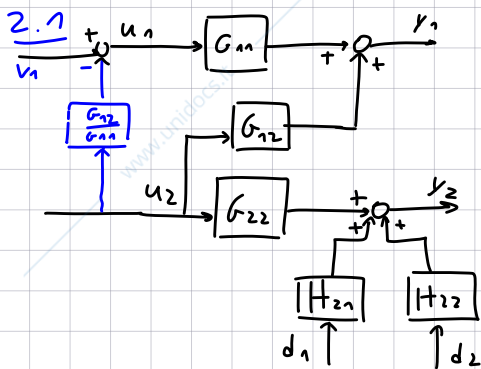 2.1
+ u1 G11 y1
v1 - + +
G12
G11
G12
www.unidocs.
u2 G22 + y2
+ +
H21 H22
d1 d2